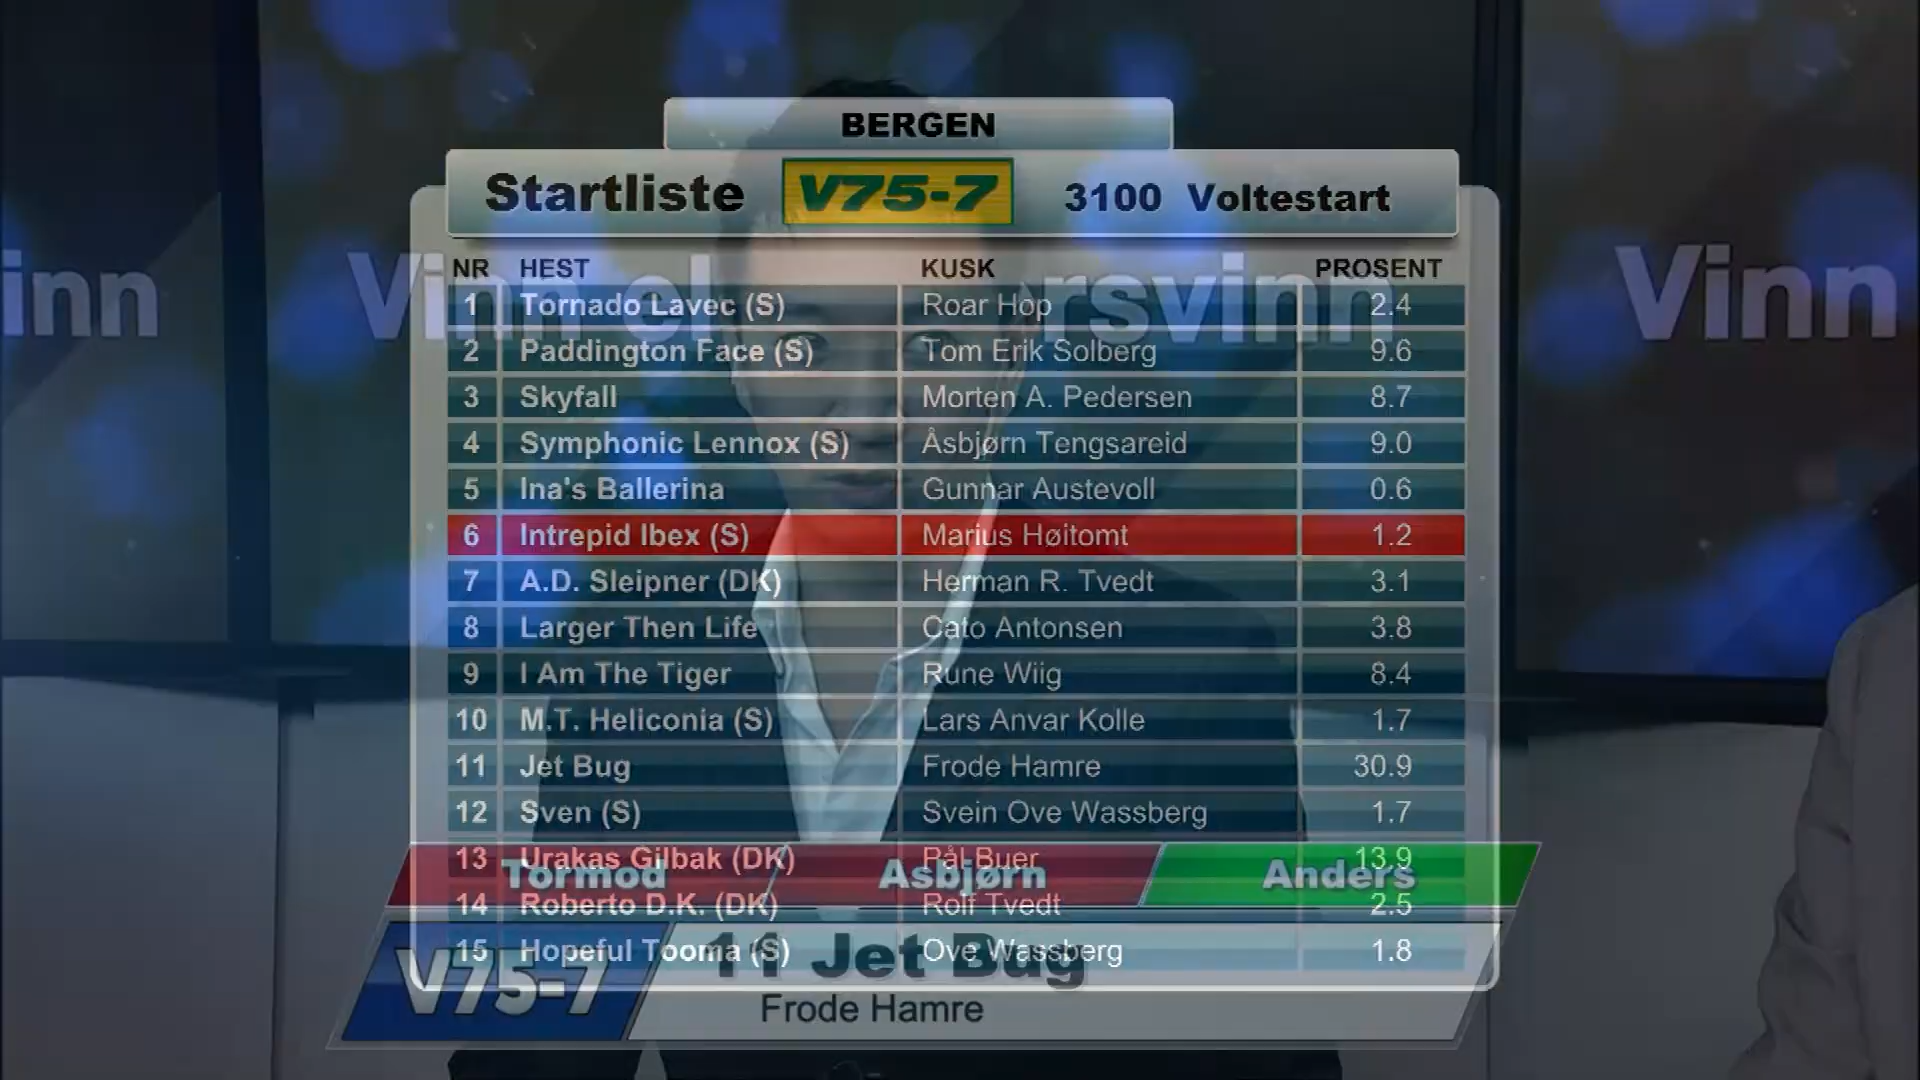 BERGEN
Startliste V75-7 3100 Voltestart
inn Vinn el rsvinn Vinn
NR HEST KUSK PROSENT
1 Tornado Lavec (S) Roar Hop 2.4
2 Paddington Face (S) Tom Erik Solberg 9.6
3 Skyfall Morten A. Pedersen 8.7
4 Symphonic Lennox (S) Åsbjørn Tengsareid 9.0
5 Ina's Ballerina Gunnar Austevoll 0.6
6 Intrepid Ibex (S) Marius Høitomt 1.2
7 A.D. Sleipner (DK) Herman R. Tvedt 3.1
8 Larger Then Life Cato Antonsen 3.8
9 I Am The Tiger Rune Wiig 8.4
10 M.T. Heliconia (S) Lars Anvar Kolle 1.7
11 Jet Bug Frode Hamre 30.9
12 Sven (S) Svein Ove Wassberg 1.7
13 Urakas Gilbak (DK) Pål Buer 13.9
Tormod Asbjørn Anders
14 Roberto D.K. (DK) Rolf Tvedt 2.5
15 Hopeful Tooma (S) Ove Wassberg 1.8
V75-7 11 Jet Bug
Frode Hamre